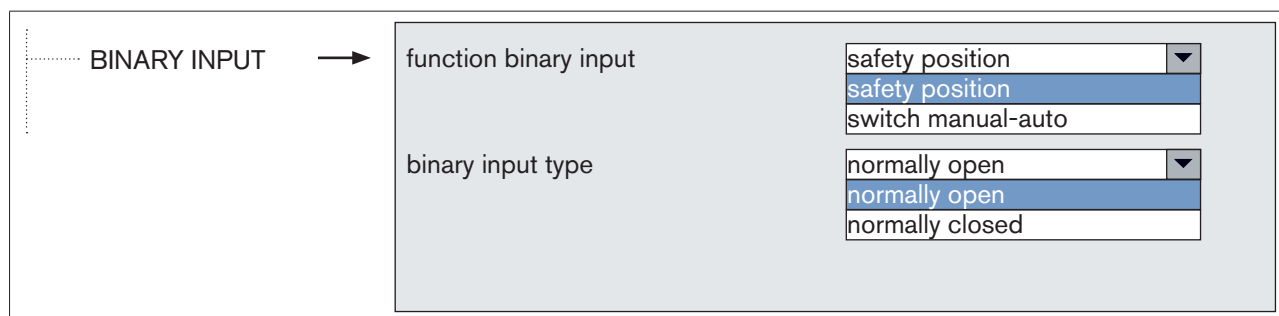 BINARY INPUT
function binary input
safety position
safety position
switch manual-auto
binary input type
normally open
normally open
normally closed